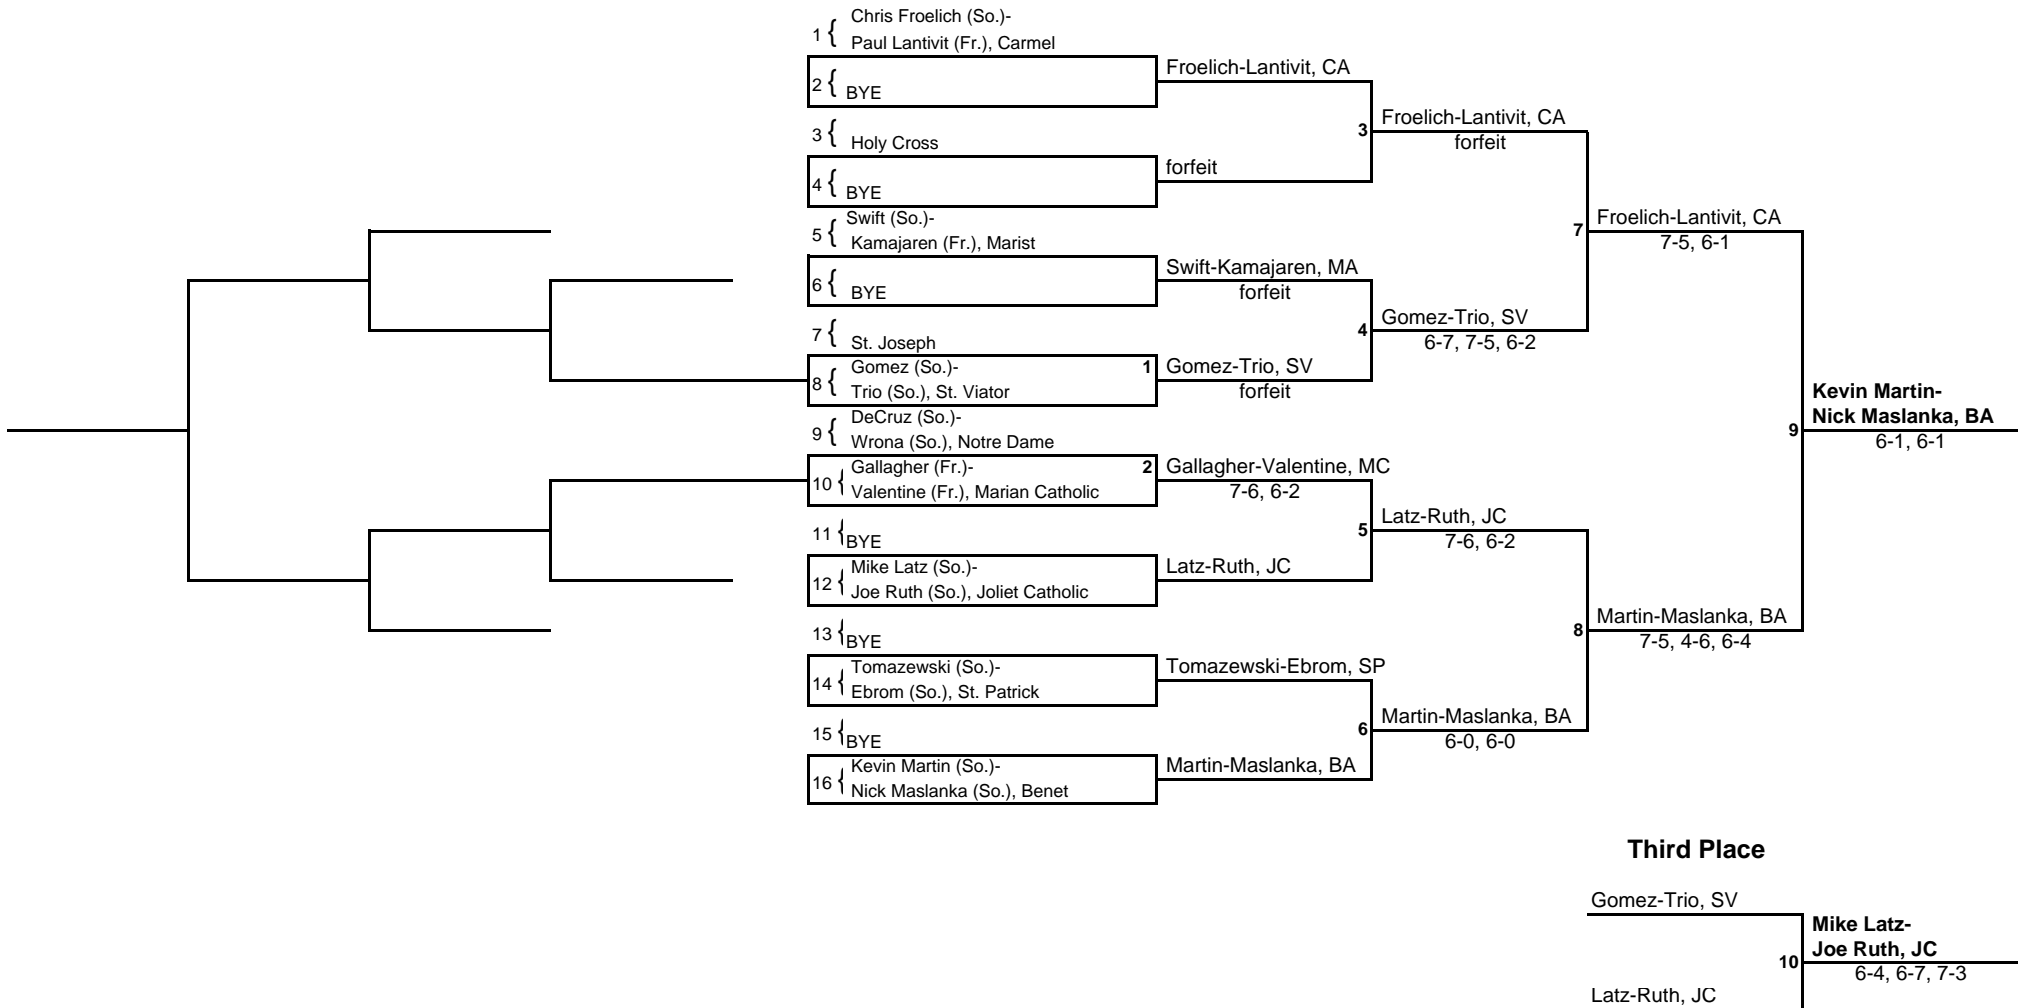 Chris Froelich (So.)-
1 { Paul Lantivit (Fr.), Carmel
2 { BYE
Froelich-Lantivit, CA
3 { Holy Cross
3 Froelich-Lantivit, CA
forfeit
4 { BYE
forfeit
5 { Swift (So.)-
Kamajaren (Fr.), Marist
7 Froelich-Lantivit, CA
7-5, 6-1
6 { BYE
Swift-Kamajaren, MA
forfeit
7 { St. Joseph
4 Gomez-Trio, SV
6-7, 7-5, 6-2
8 { Gomez (So.)-
Trio (So.), St. Viator
1 Gomez-Trio, SV
forfeit
9 { DeCruz (So.)-
Wrona (So.), Notre Dame
9 Kevin Martin-
Nick Maslanka, BA
6-1, 6-1
10 { Gallagher (Fr.)-
Valentine (Fr.), Marian Catholic
2 Gallagher-Valentine, MC
7-6, 6-2
11 { BYE
5 Latz-Ruth, JC
7-6, 6-2
12 { Mike Latz (So.)-
Joe Ruth (So.), Joliet Catholic
Latz-Ruth, JC
13 { BYE
8 Martin-Maslanka, BA
7-5, 4-6, 6-4
14 { Tomazewski (So.)-
Ebrom (So.), St. Patrick
Tomazewski-Ebrom, SP
15 { BYE
6 Martin-Maslanka, BA
6-0, 6-0
16 { Kevin Martin (So.)-
Nick Maslanka (So.), Benet
Martin-Maslanka, BA
Third Place
Gomez-Trio, SV
10 Mike Latz-
Joe Ruth, JC
6-4, 6-7, 7-3
Latz-Ruth, JC